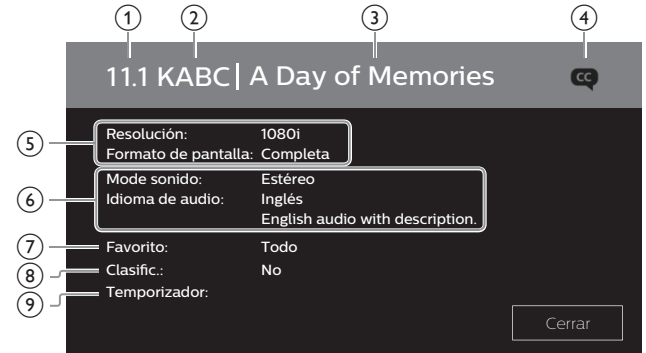 1 2 3 4
11.1 KABC | A Day of Memories CC
5 Resolución: 1080i
Formato de pantalla: Completa
6 Mode sonido: Estéreo
Idioma de audio: Inglés
English audio with description.
7 Favorito: Todo
8 Clasific.: No
9 Temporizador:
Cerrar